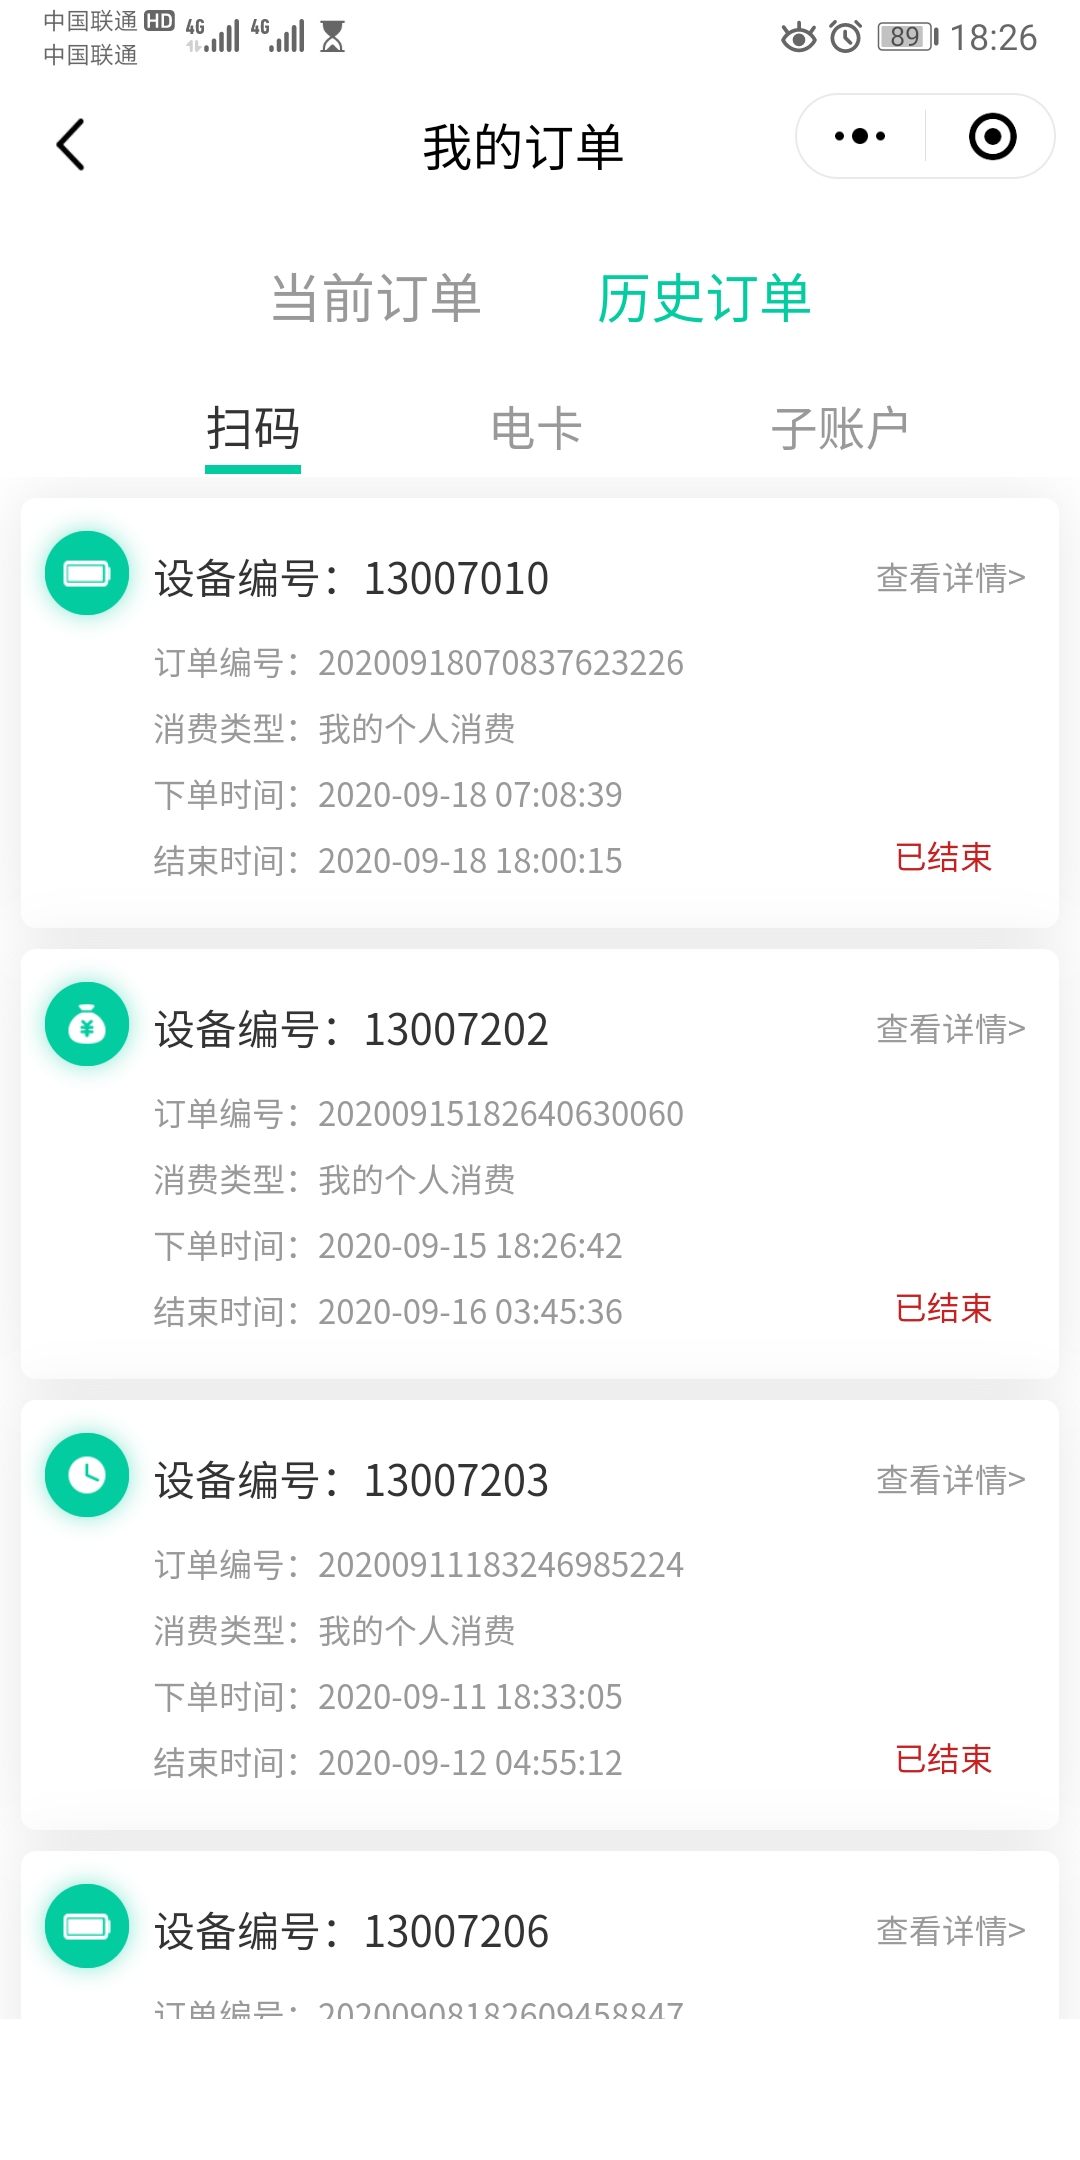 中国联通 HD 4G 4G 89 18:26
中国联通
我的订单
当前订单 历史订单
扫码 电卡 子账户
设备编号：13007010 查看详情>
订单编号：20200918070837623226
消费类型：我的个人消费
下单时间：2020-09-18 07:08:39
结束时间：2020-09-18 18:00:15 已结束
设备编号：13007202 查看详情>
订单编号：20200915182640630060
消费类型：我的个人消费
下单时间：2020-09-15 18:26:42
结束时间：2020-09-16 03:45:36 已结束
设备编号：13007203 查看详情>
订单编号：20200911183246985224
消费类型：我的个人消费
下单时间：2020-09-11 18:33:05
结束时间：2020-09-12 04:55:12 已结束
设备编号：13007206 查看详情>
订单编号：20200908182609458847